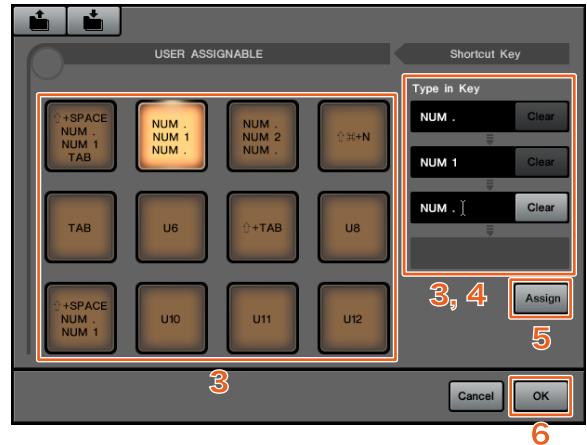 USER ASSIGNABLE
Shortcut Key
Type in Key
NUM .
Clear
NUM 1
Clear
NUM .
Clear
⇧+SPACE
NUM .
NUM 1
TAB
NUM .
NUM 1
NUM .
NUM .
NUM 2
NUM .
⇧⌘+N
TAB
U6
⇧+TAB
U8
⇧+SPACE
NUM .
NUM 1
U10
U11
U12
3
3, 4
Assign
5
Cancel
OK
6